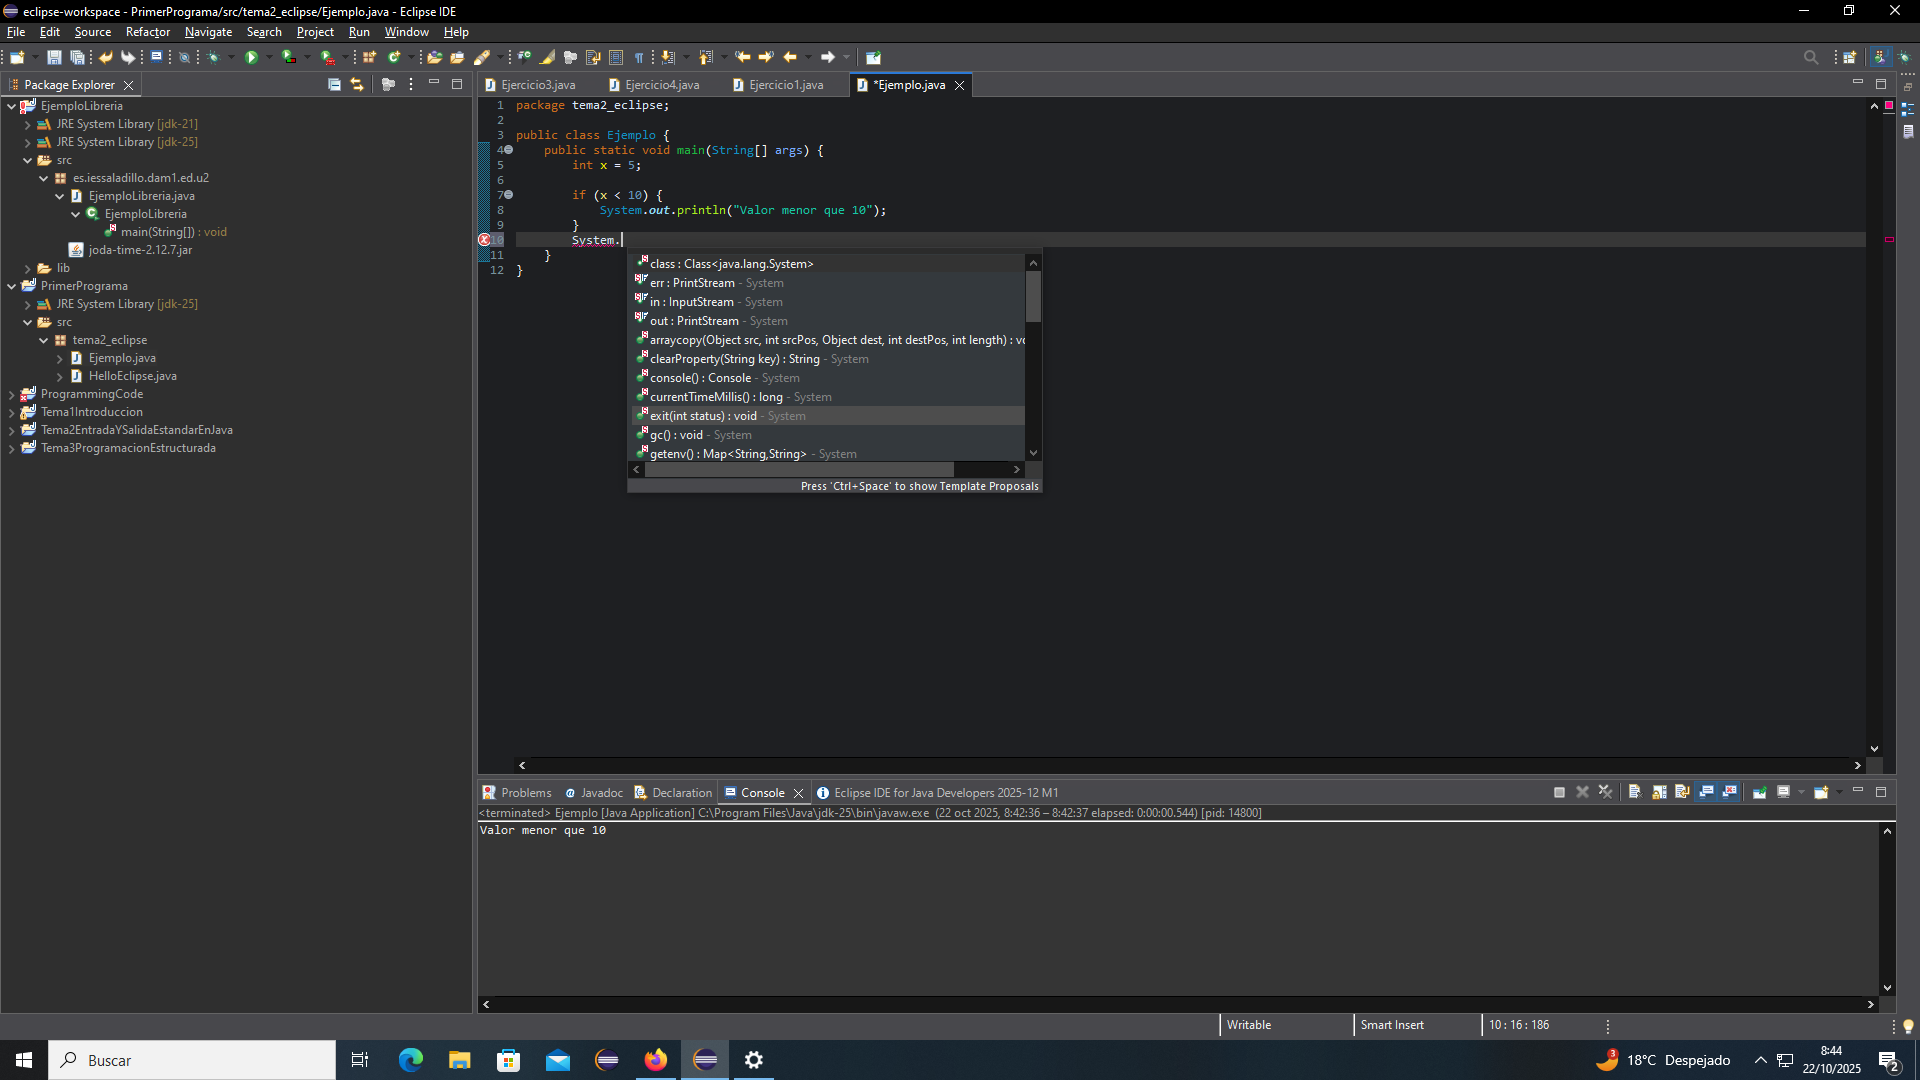 eclipse-workspace - PrimerPrograma/src/tema2_eclipse/Ejemplo.java - Eclipse IDE
File Edit Source Refactor Navigate Search Project Run Window Help
Package Explorer
EjemploLibreria
JRE System Library [jdk-21]
JRE System Library [jdk-25]
src
es.iessaladillo.dam1.ed.u2
EjemploLibreria.java
EjemploLibreria
main(String[]) : void
joda-time-2.12.7.jar
lib
PrimerPrograma
JRE System Library [jdk-25]
src
tema2_eclipse
Ejemplo.java
HelloEclipse.java
ProgrammingCode
Tema1Introduccion
Tema2EntradaYSalidaEstandarEnJava
Tema3ProgramacionEstructurada
Ejercicio3.java Ejercicio4.java Ejercicio1.java *Ejemplo.java
1 package tema2_eclipse;
2
3 public class Ejemplo {
4 public static void main(String[] args) {
5 int x = 5;
6
7 if (x < 10) {
8 System.out.println("Valor menor que 10");
9 }
10 System.
11 }
12 }
class : Class<java.lang.System>
err : PrintStream - System
in : InputStream - System
out : PrintStream - System
arraycopy(Object src, int srcPos, Object dest, int destPos, int length) : vo
clearProperty(String key) : String - System
console() : Console - System
currentTimeMillis() : long - System
exit(int status) : void - System
gc() : void - System
getenv() : Map<String,String> - System
Press 'Ctrl+Space' to show Template Proposals
Problems Javadoc Declaration Console Eclipse IDE for Java Developers 2025-12 M1
<terminated> Ejemplo [Java Application] C:\Program Files\Java\jdk-25\bin\javaw.exe (22 oct 2025, 8:42:36 – 8:42:37 elapsed: 0:00:00.544) [pid: 14800]
Valor menor que 10
Writable Smart Insert 10 : 16 : 186
Buscar
3 18°C Despejado
8:44
22/10/2025
2